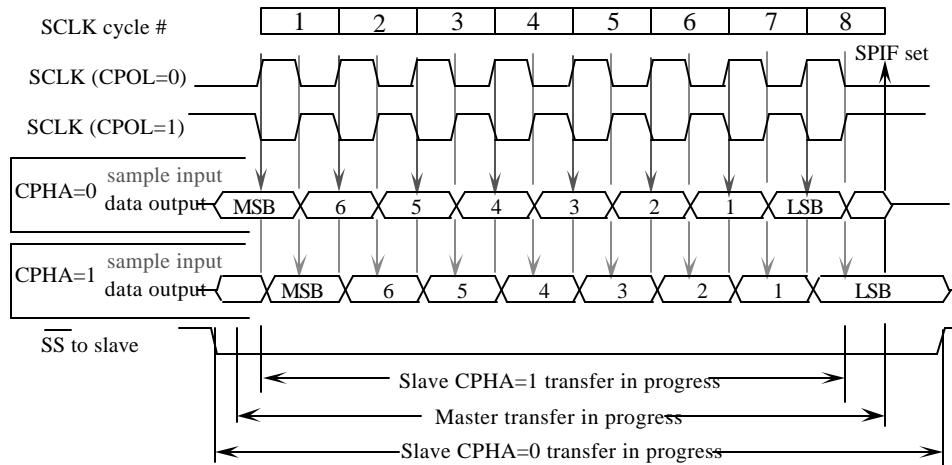 SCLK cycle # 1 2 3 4 5 6 7 8
SPIF set
SCLK (CPOL=0)
SCLK (CPOL=1)
CPHA=0 sample input
data output MSB 6 5 4 3 2 1 LSB
CPHA=1 sample input
data output MSB 6 5 4 3 2 1 LSB
SS to slave
Slave CPHA=1 transfer in progress
Master transfer in progress
Slave CPHA=0 transfer in progress